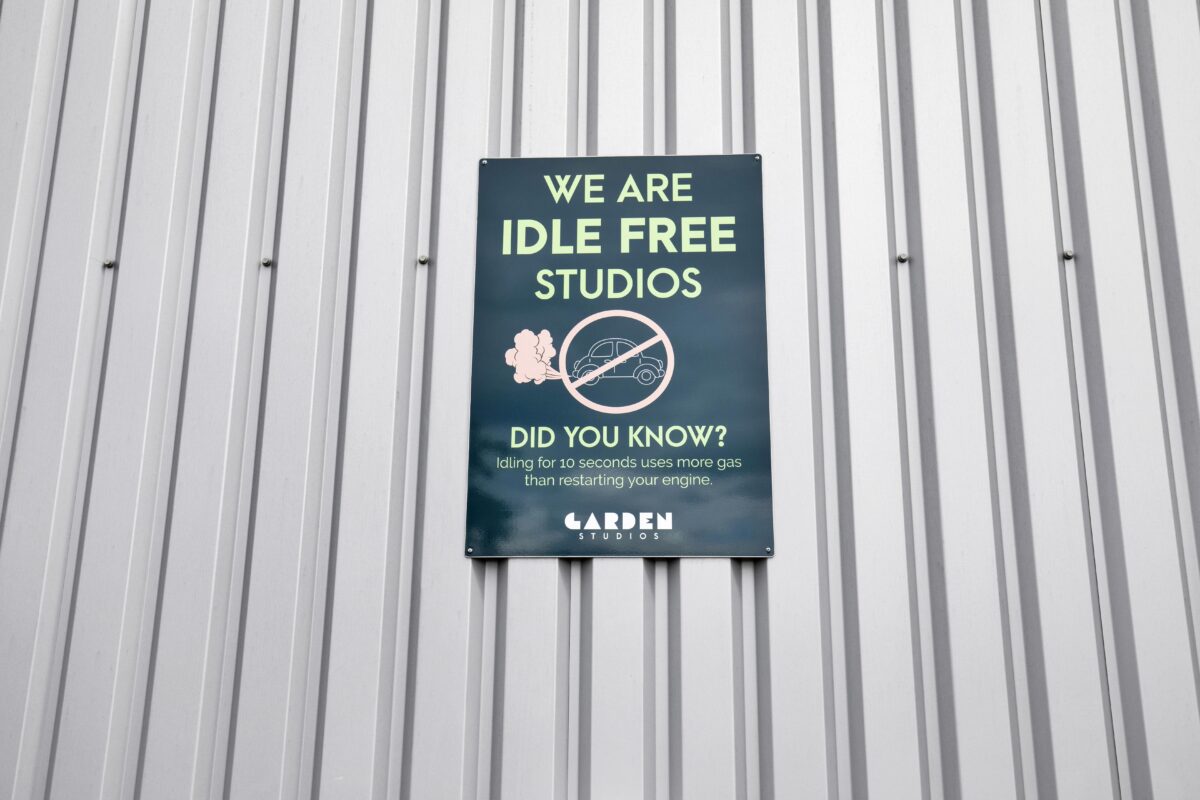 WE ARE
IDLE FREE
STUDIOS
DID YOU KNOW?
Idling for 10 seconds uses more gas
than restarting your engine.
GARDEN
STUDIOS